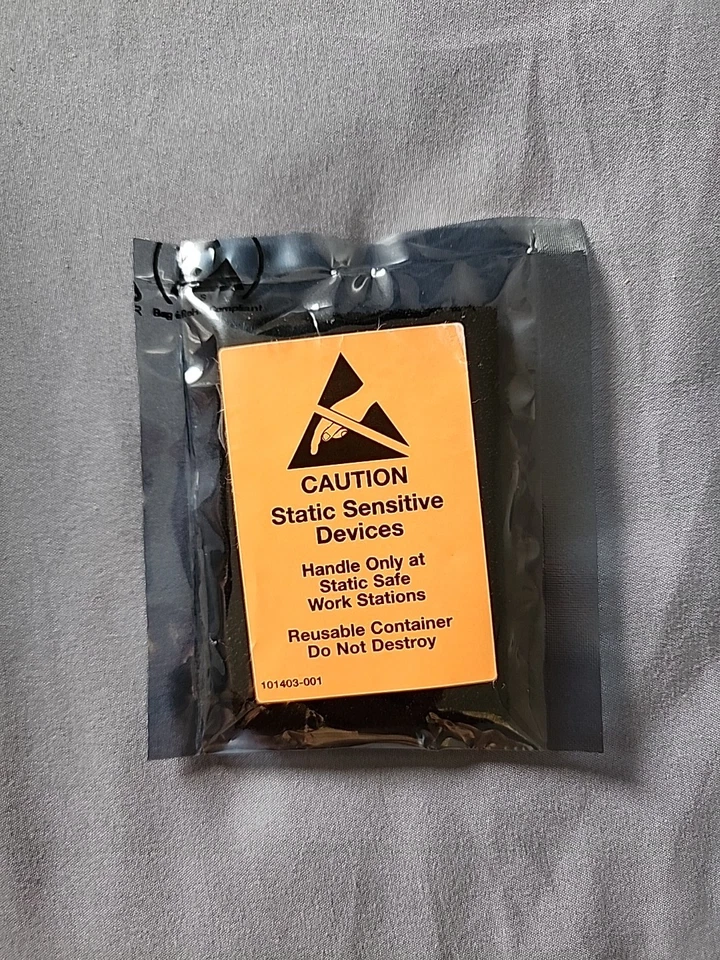 CAUTION
Static Sensitive
Devices
Handle Only at
Static Safe
Work Stations
Reusable Container
Do Not Destroy
101403-001